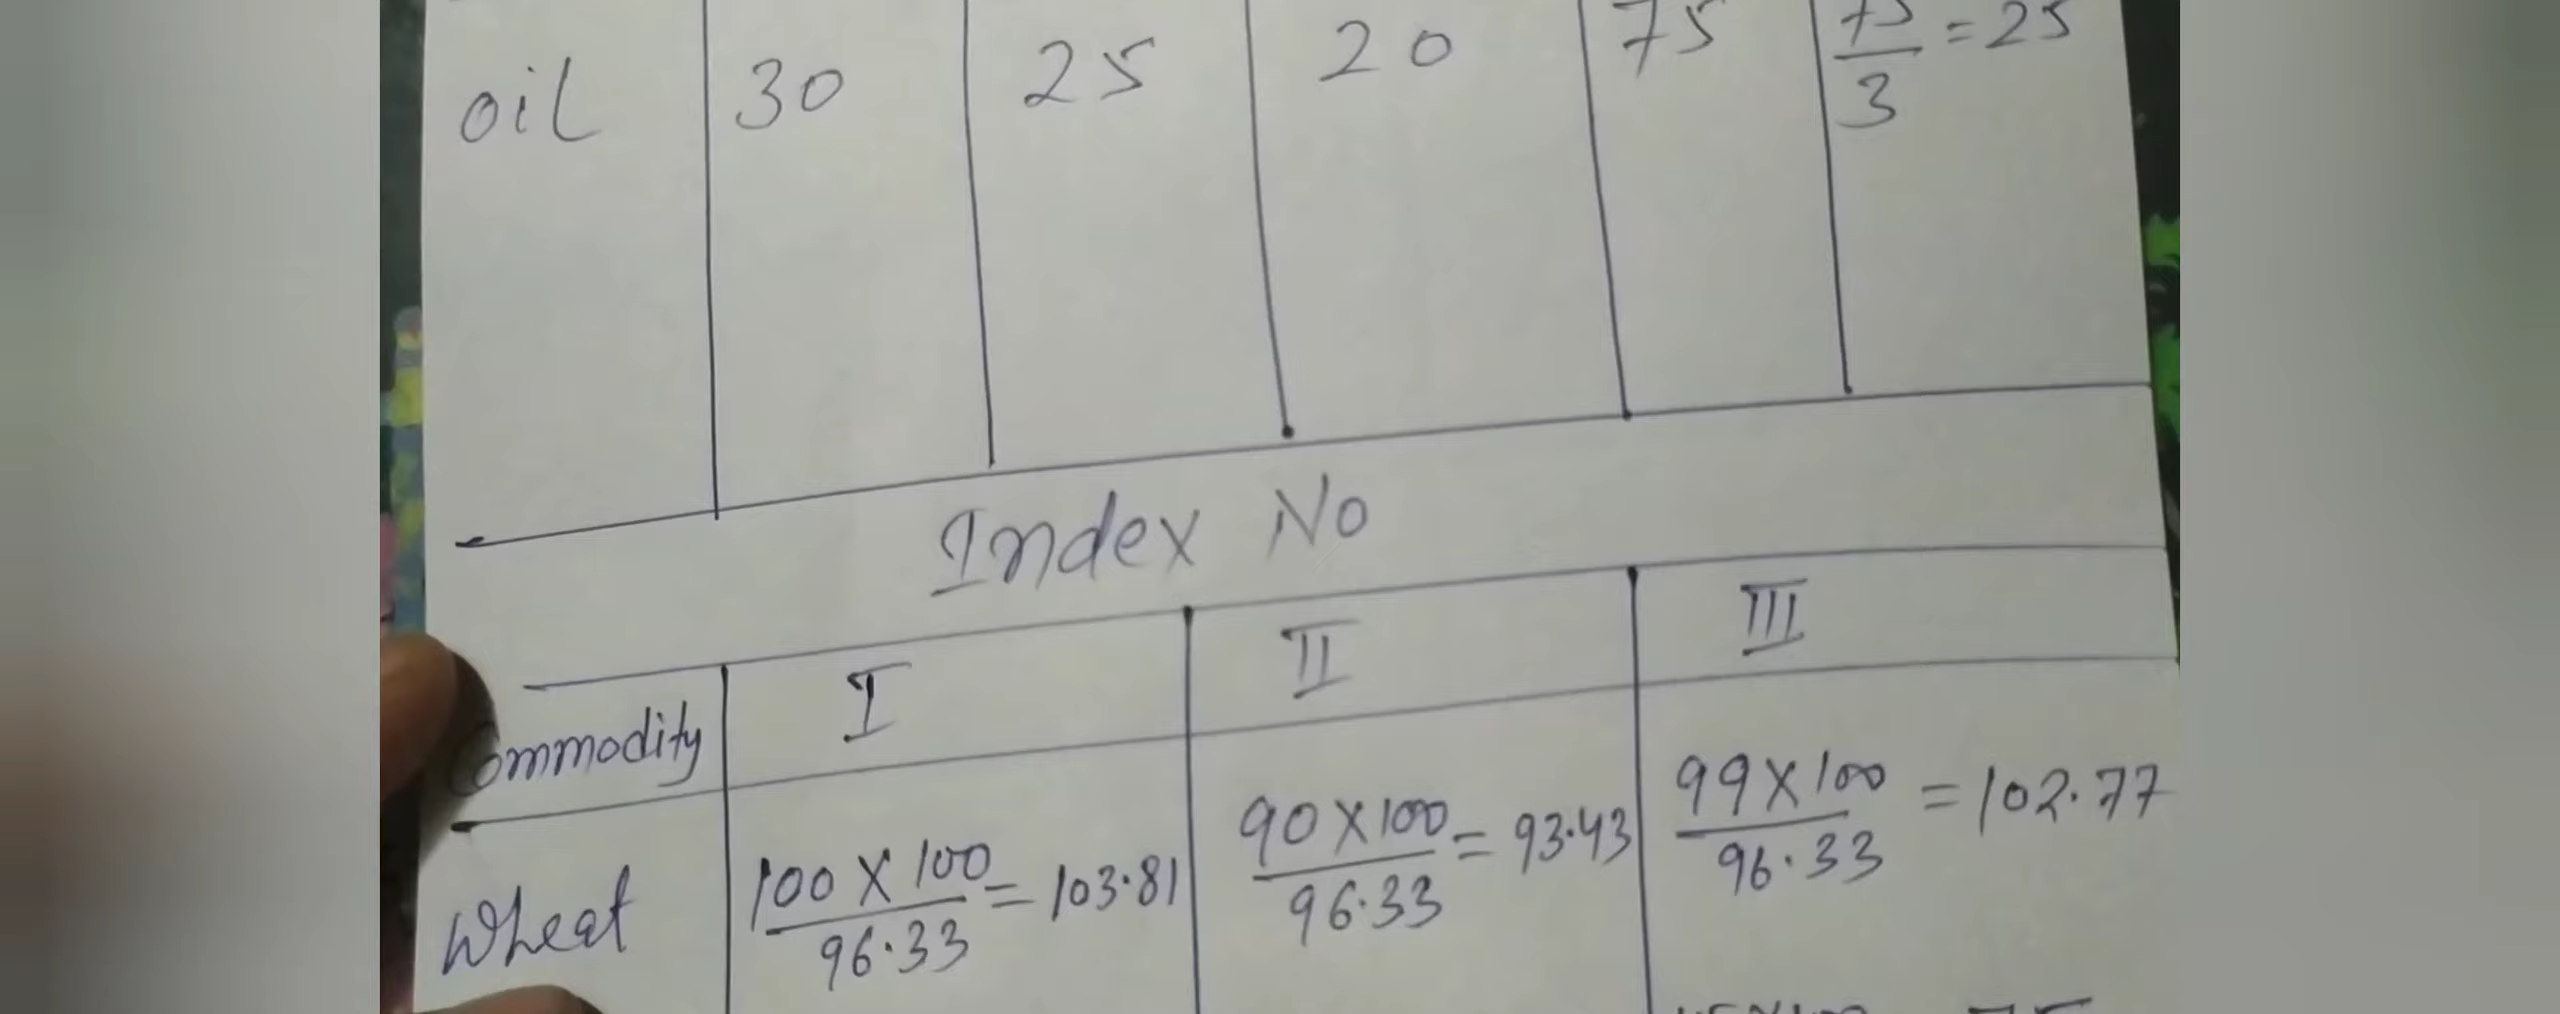 oil 30 25 20 75 75/3 = 25
Index No
Commodity I II III
Wheat 100 X 100/96.33 = 103.81 90 X 100/96.33 = 93.43 99 X 100/96.33 = 102.77